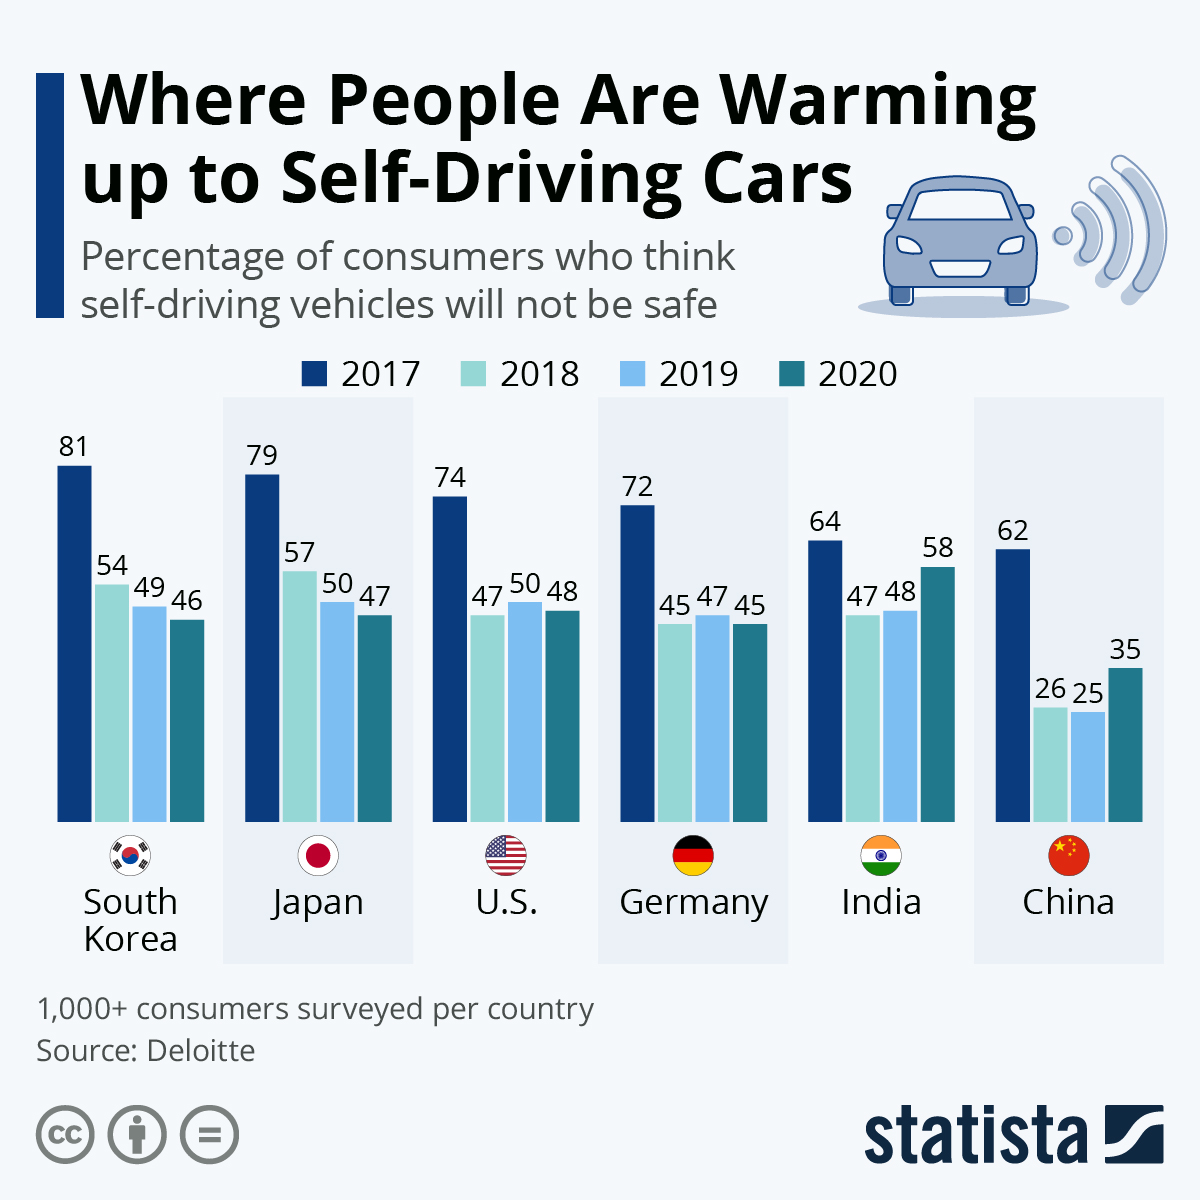 Where People Are Warming
up to Self-Driving Cars
Percentage of consumers who think
self-driving vehicles will not be safe
2017 2018 2019 2020
81 54 49 46
79 57 50 47
74 47 50 48
72 45 47 45
64 47 48 58
62 26 25 35
South
Korea
Japan
U.S.
Germany
India
China
1,000+ consumers surveyed per country
Source: Deloitte
cc
statista